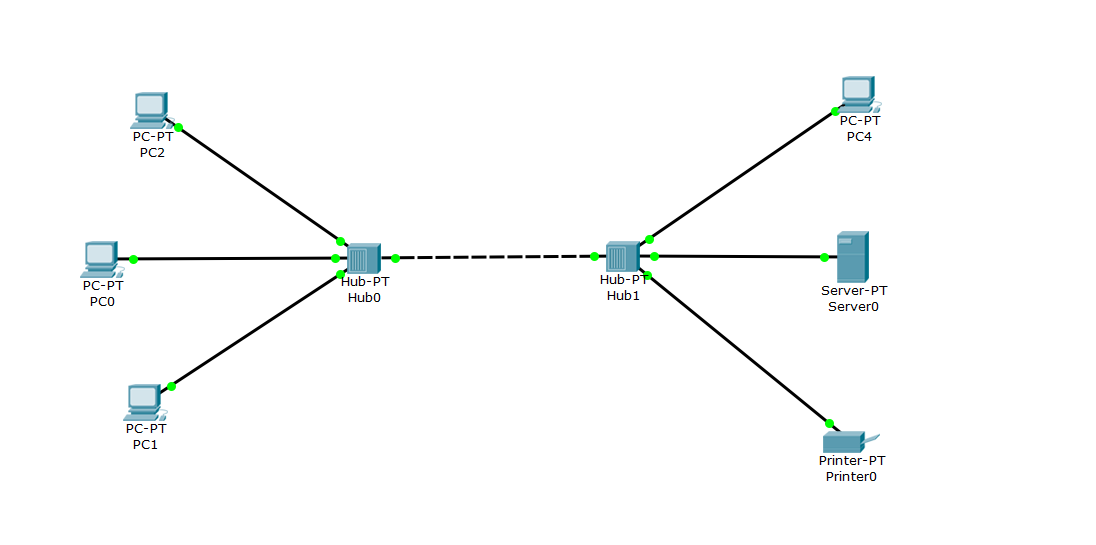 PC-PT
PC2
PC-PT
PC4
PC-PT
PC0
Hub-PT
Hub0
Hub-PT
Hub1
Server-PT
Server0
PC-PT
PC1
Printer-PT
Printer0